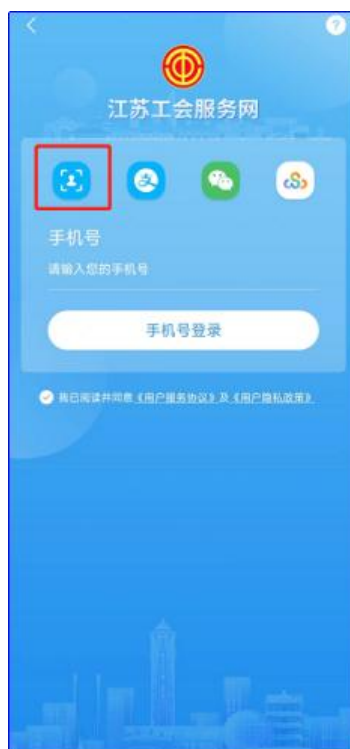 ?
江苏工会服务网
手机号
请输入您的手机号
手机号登录
我已阅读并同意《用户服务协议》及《用户隐私政策》